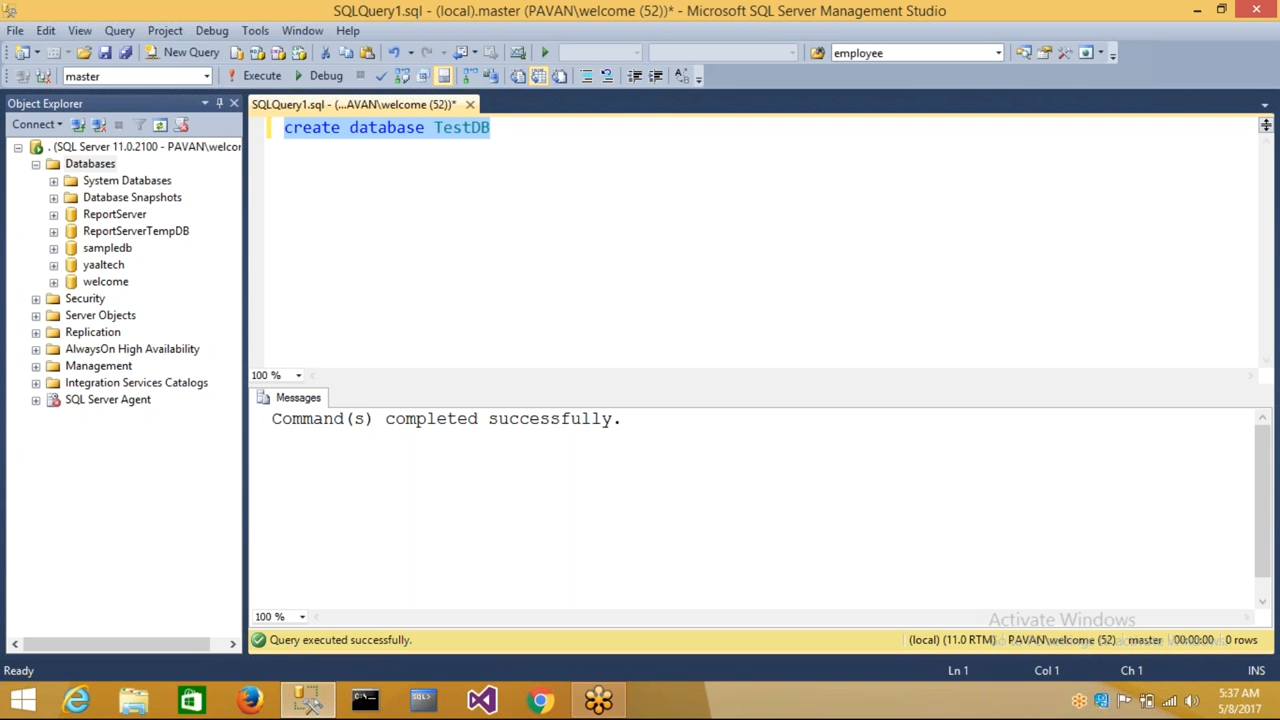 SQLQuery1.sql - (local).master (PAVAN\welcome (52))* - Microsoft SQL Server Management Studio
File Edit View Query Project Debug Tools Window Help
New Query
employee
master
Execute
Debug
Object Explorer
SQLQuery1.sql - (...AVAN\welcome (52))*
Connect
create database TestDB
. (SQL Server 11.0.2100 - PAVAN\welcor
Databases
System Databases
Database Snapshots
ReportServer
ReportServerTempDB
sampledb
yaaltech
welcome
Security
Server Objects
Replication
AlwaysOn High Availability
Management
Integration Services Catalogs
SQL Server Agent
100 %
Messages
Command(s) completed successfully.
100 %
Activate Windows
Query executed successfully.
(local) (11.0 RTM) PAVAN\welcome (52) master 00:00:00 0 rows
Ready
Ln 1 Col 1 Ch 1 INS
5:37 AM
5/8/2017